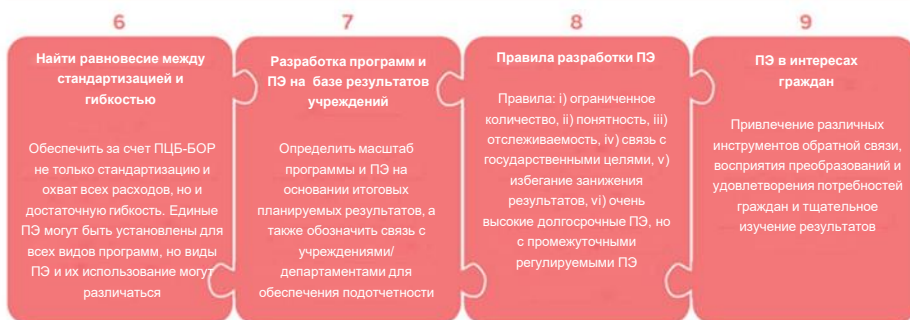 6
Найти равновесие между
стандартизацией и
гибкостью
Обеспечить за счет ПЦБ-БОР
не только стандартизацию и
охват всех расходов, но и
достаточную гибкость. Единые
ПЭ могут быть установлены для
всех видов программ, но виды
ПЭ и их использование могут
различаться
7
Разработка программ и
ПЭ на базе результатов
учреждений
Определить масштаб
программы и ПЭ на
основании итоговых
планируемых результатов, а
также обозначить связь с
учреждениями/
департаментами для
обеспечения подотчетности
8
Правила разработки ПЭ
Правила: i) ограниченное
количество, ii) понятность, iii)
отслеживаемость, iv) связь с
государственными целями, v)
избегание занижения
результатов, vi) очень
высокие долгосрочные ПЭ, но
с промежуточными
регулируемыми ПЭ
9
ПЭ в интересах
граждан
Привлечение различных
инструментов обратной связи,
восприятия преобразований и
удовлетворения потребностей
граждан и тщательное
изучение результатов